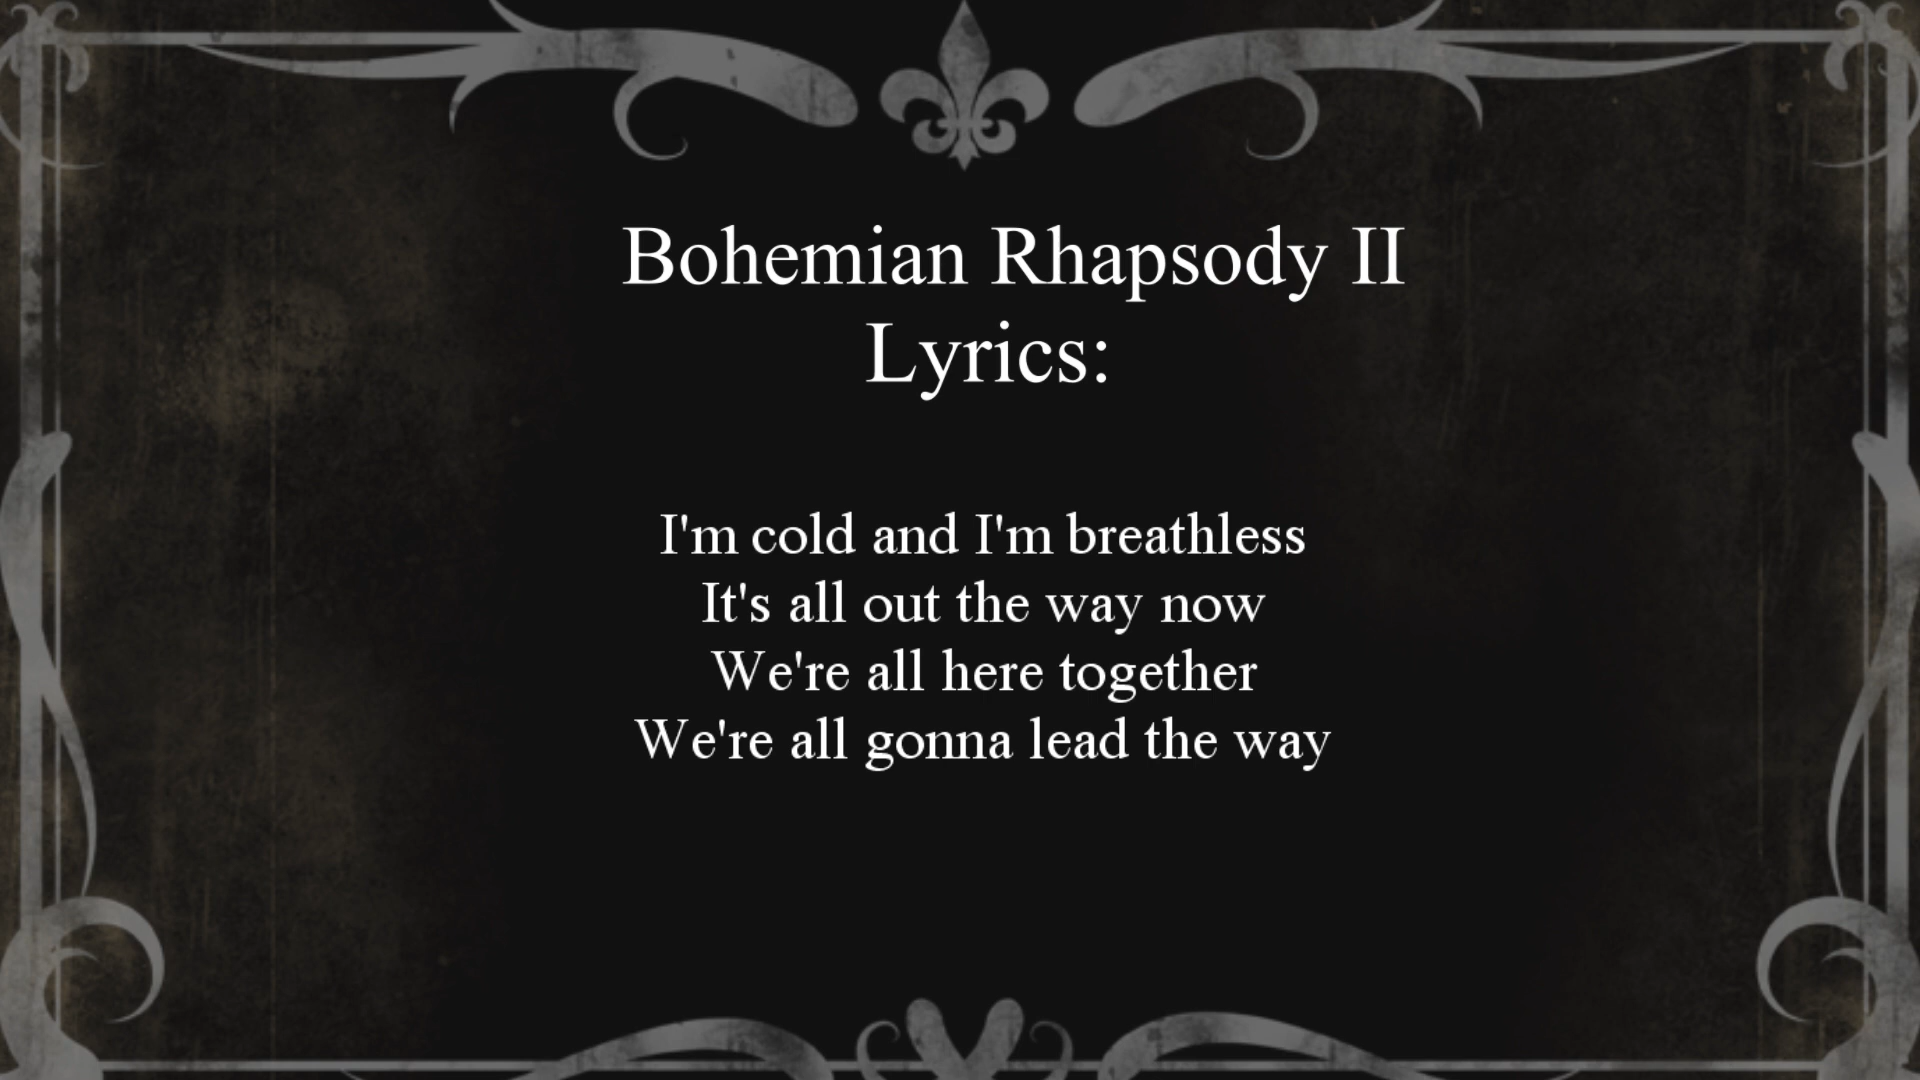 Bohemian Rhapsody II
Lyrics:
I'm cold and I'm breathless
It's all out the way now
We're all here together
We're all gonna lead the way